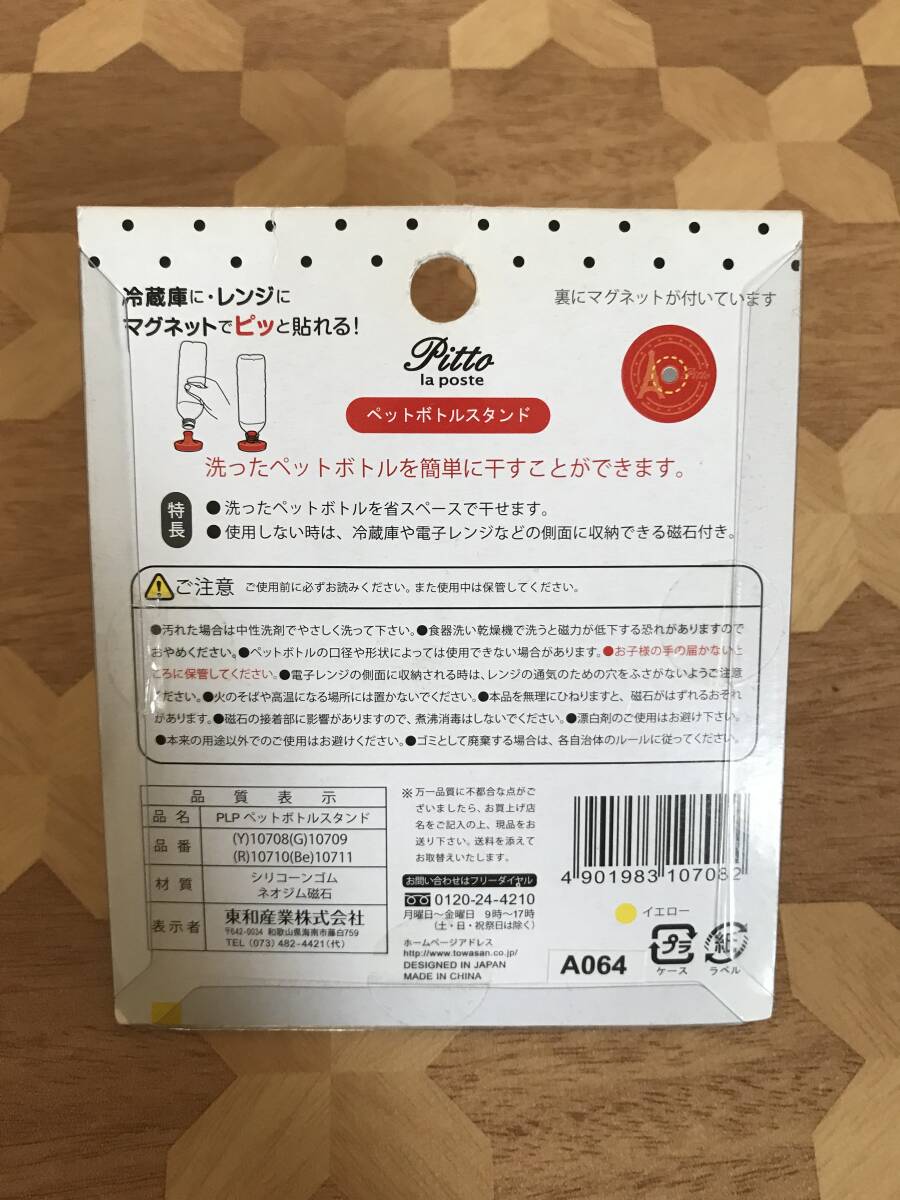 冷蔵庫に・レンジに
マグネットでピッと貼れる!
裏にマグネットが付いています
Pitto
la poste
Pitto
ペットボトルスタンド
洗ったペットボトルを簡単に干すことができます。
特長
●洗ったペットボトルを省スペースで干せます。
●使用しない時は、冷蔵庫や電子レンジなどの側面に収納できる磁石付き。
ご注意 ご使用前に必ずお読みください。また使用中は保管してください。
●汚れた場合は中性洗剤でやさしく洗って下さい。●食器洗い乾燥機で洗うと磁力が低下する恐れがありますので
おやめください。●ペットボトルの口径や形状によっては使用できない場合があります。●お子様の手の届かないと
ころに保管してください。●電子レンジの側面に収納される時は、レンジの通気のための穴をふさがないようご注意
ください。●火のそばや高温になる場所には置かないでください。●本品を無理にひねりますと、磁石がはずれるおそれ
があります。●磁石の接着部に影響がありますので、煮沸消毒はしないでください。●漂白剤のご使用はお避け下さい。
●本来の用途以外でのご使用はお避けください。●ゴミとして廃棄する場合は、各自治体のルールに従ってください。
品質表示
品名 PLP ペットボトルスタンド
品番 (Y)10708(G)10709
(R)10710(Be)10711
材質 シリコーンゴム
ネオジム磁石
表示者 東和産業株式会社
〒642-0034 和歌山県海南市藤白759
TEL (073) 482-4421(代)
※万一品質に不都合な点がご
ざいましたら、お買上げ店
名をご記入の上、現品をお
送り下さい。送料を添えて
お取替えいたします。
お問い合わせはフリーダイヤル
0120-24-4210
月曜日~金曜日 9時~17時
(土・日・祝祭日は除く)
ホームページアドレス
http://www.towasan.co.jp/
DESIGNED IN JAPAN
MADE IN CHINA
4 901983 107082
イエロー
A064
プラ
ケース
紙
ラベル